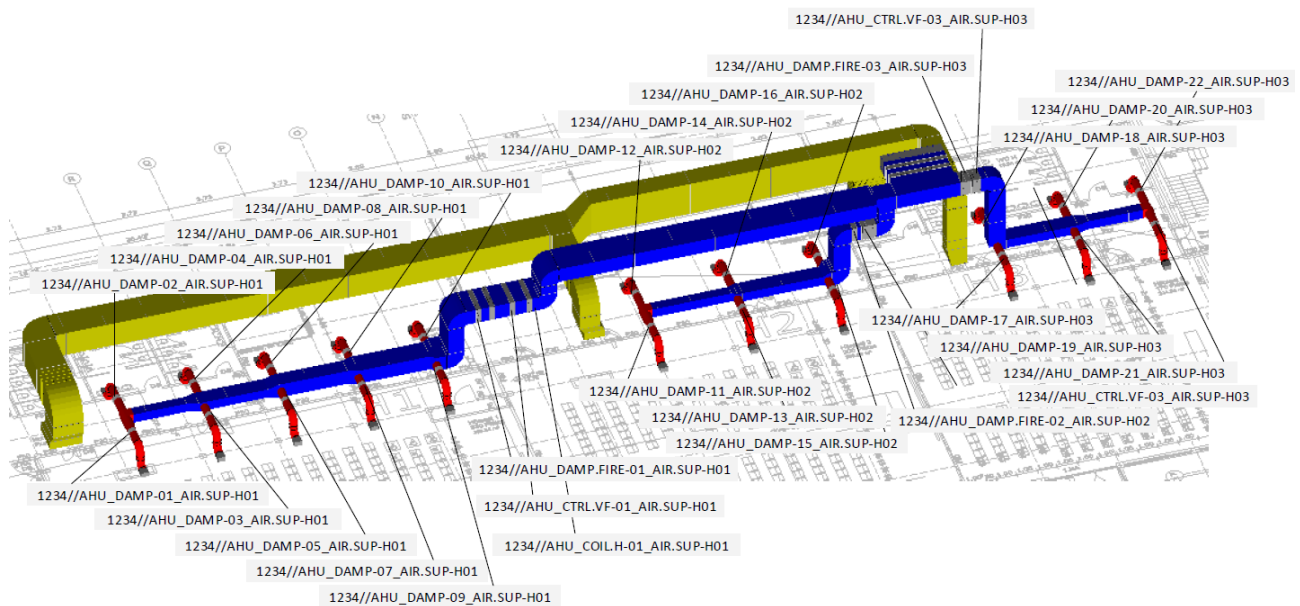 1234//AHU_CTRL.VF-03_AIR.SUP-H03
1234//AHU_DAMP.FIRE-03_AIR.SUP-H03
1234//AHU_DAMP-22_AIR.SUP-H03
1234//AHU_DAMP-16_AIR.SUP-H02
1234//AHU_DAMP-20_AIR.SUP-H03
1234//AHU_DAMP-14_AIR.SUP-H02
1234//AHU_DAMP-18_AIR.SUP-H03
1234//AHU_DAMP-12_AIR.SUP-H02
1234//AHU_DAMP-10_AIR.SUP-H01
1234//AHU_DAMP-08_AIR.SUP-H01
1234//AHU_DAMP-06_AIR.SUP-H01
1234//AHU_DAMP-04_AIR.SUP-H01
1234//AHU_DAMP-02_AIR.SUP-H01
1234//AHU_DAMP-17_AIR.SUP-H03
1234//AHU_DAMP-19_AIR.SUP-H03
1234//AHU_DAMP-21_AIR.SUP-H03
1234//AHU_CTRL.VF-03_AIR.SUP-H03
1234//AHU_DAMP-11_AIR.SUP-H02
1234//AHU_DAMP-13_AIR.SUP-H02
1234//AHU_DAMP.FIRE-02_AIR.SUP-H02
1234//AHU_DAMP-15_AIR.SUP-H02
1234//AHU_DAMP.FIRE-01_AIR.SUP-H01
1234//AHU_DAMP-01_AIR.SUP-H01
1234//AHU_CTRL.VF-01_AIR.SUP-H01
1234//AHU_DAMP-03_AIR.SUP-H01
1234//AHU_DAMP-05_AIR.SUP-H01
1234//AHU_COIL.H-01_AIR.SUP-H01
1234//AHU_DAMP-07_AIR.SUP-H01
1234//AHU_DAMP-09_AIR.SUP-H01